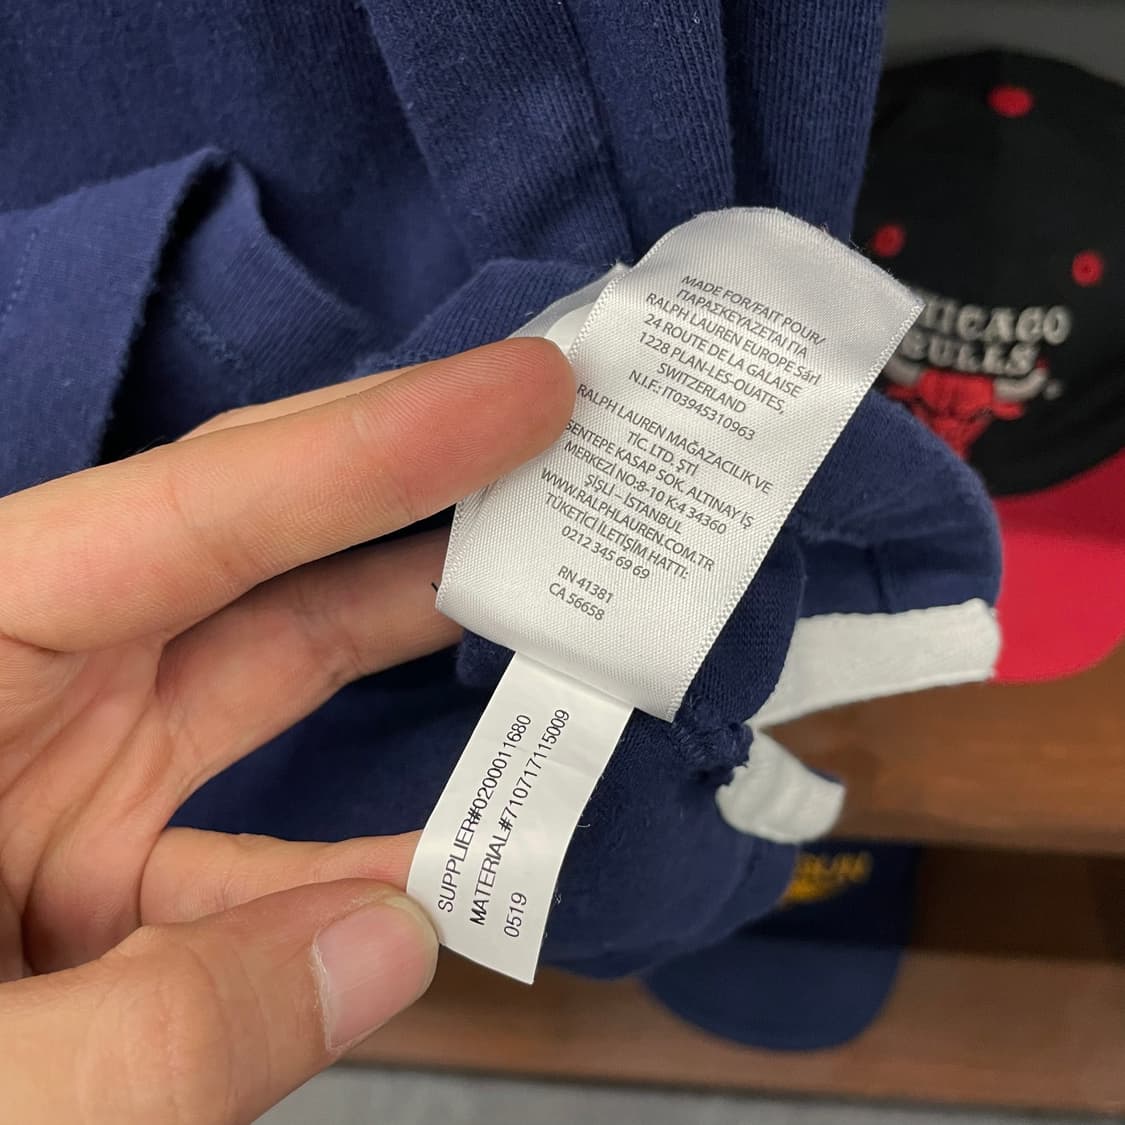 MADE FOR/FAIT POUR/
ΠΑΡΑΣΚΕΥΑΖΕΤΑΙ ΓΙΑ
RALPH LAUREN EUROPE Sàrl
24 ROUTE DE LA GALAISE
1228 PLAN-LES-OUATES,
SWITZERLAND
N.I.F.: IT03945310963
RALPH LAUREN MAĞAZACILIK VE
TİC. LTD. ŞTİ
KASAP SOK. ALTINAY İŞ
MERKEZİ NO:8-10 K:4 34360
ŞİŞLİ – İSTANBUL
WWW.RALPHLAUREN.COM.TR
TÜKETİCİ İLETİŞİM HATTI:
0212 345 69 69
RN 41381
CA 56658
SUPPLIER#0200011680
MATERIAL#710717115009
0519
CHICAGO
BULLS